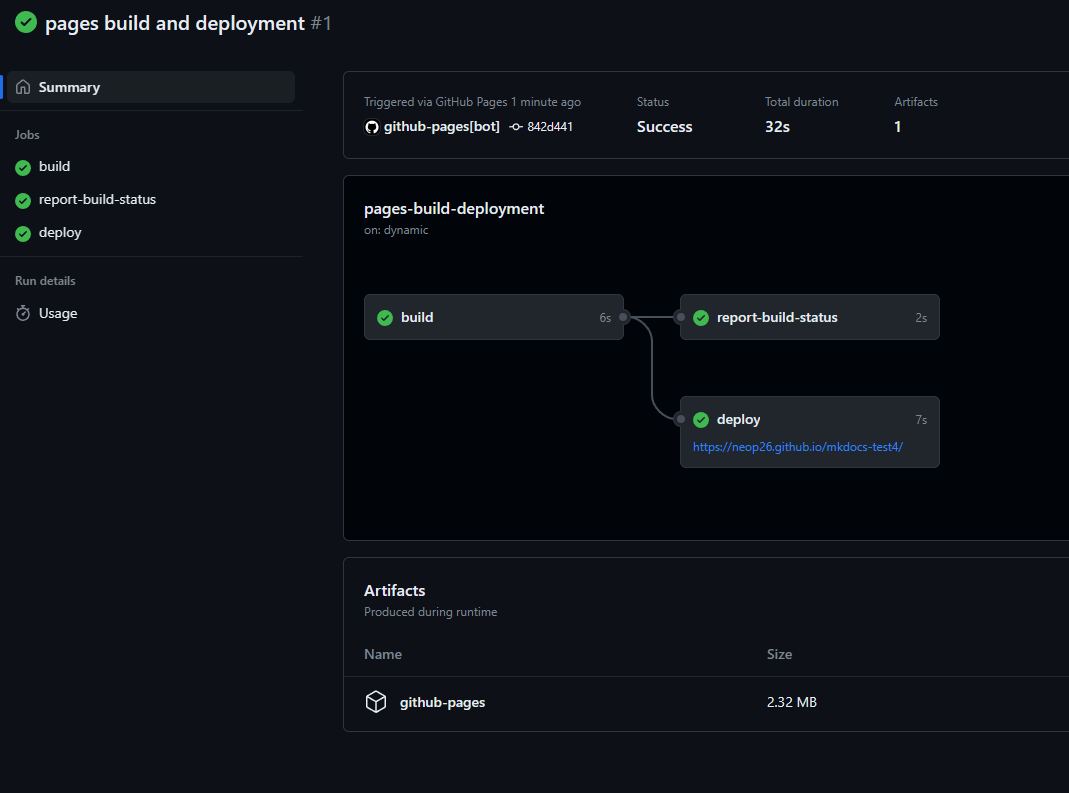 pages build and deployment #1
Summary
Jobs
build
report-build-status
deploy
Run details
Usage
Triggered via GitHub Pages 1 minute ago
github-pages[bot] 842d441
Status
Success
Total duration
32s
Artifacts
1
pages-build-deployment
on: dynamic
build 6s
report-build-status 2s
deploy 7s
https://neop26.github.io/mkdocs-test4/
Artifacts
Produced during runtime
Name Size
github-pages 2.32 MB